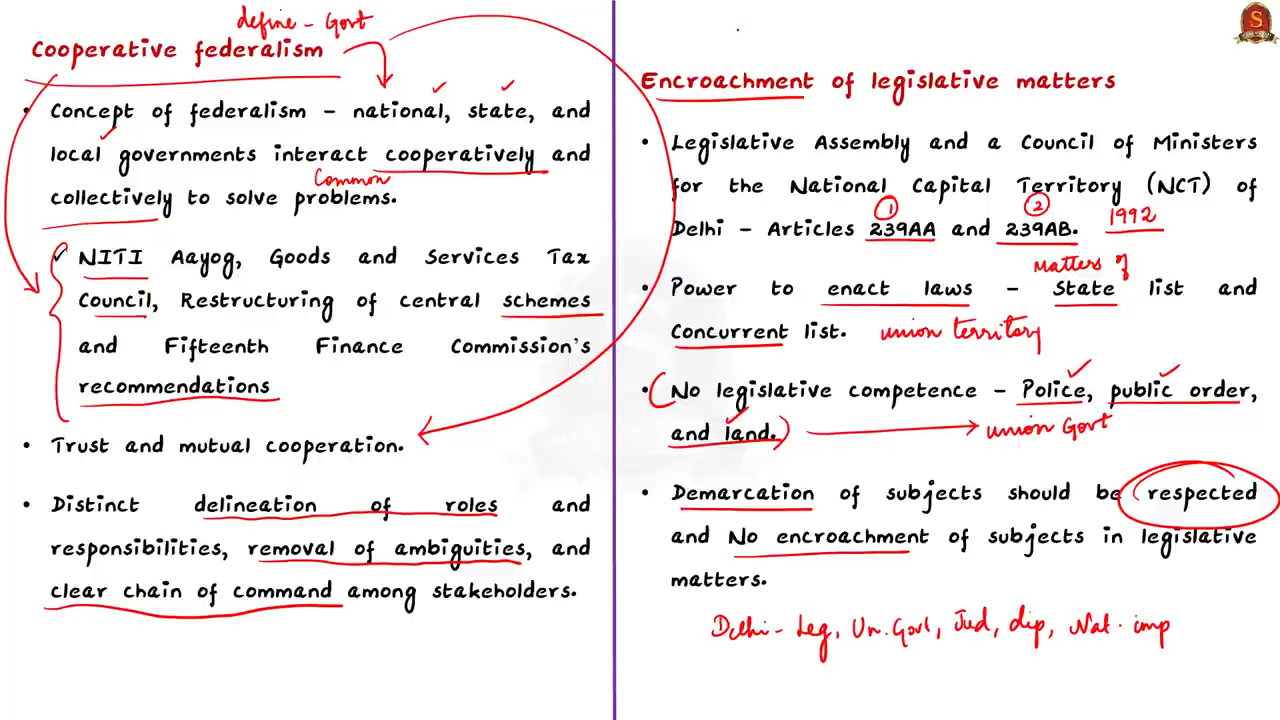 define - Govt
Cooperative federalism
• Concept of federalism – national, state, and
local governments interact cooperatively and
Common
collectively to solve problems.
NITI Aayog, Goods and Services Tax
Council, Restructuring of central schemes
and Fifteenth Finance Commission's
recommendations
• Trust and mutual cooperation.
• Distinct delineation of roles and
responsibilities, removal of ambiguities, and
clear chain of command among stakeholders.
S
Encroachment of legislative matters
• Legislative Assembly and a Council of Ministers
for the National Capital Territory (NCT) of
1 2 1992
Delhi – Articles 239AA and 239AB.
Matters of
• Power to enact laws – State list and
Concurrent list. union territory
• (No legislative competence – Police, public order,
and land.) union Govt
• Demarcation of subjects should be respected
and No encroachment of subjects in legislative
matters.
Delhi - Leg, Un. Govt, Jud, dip, Nat. imp